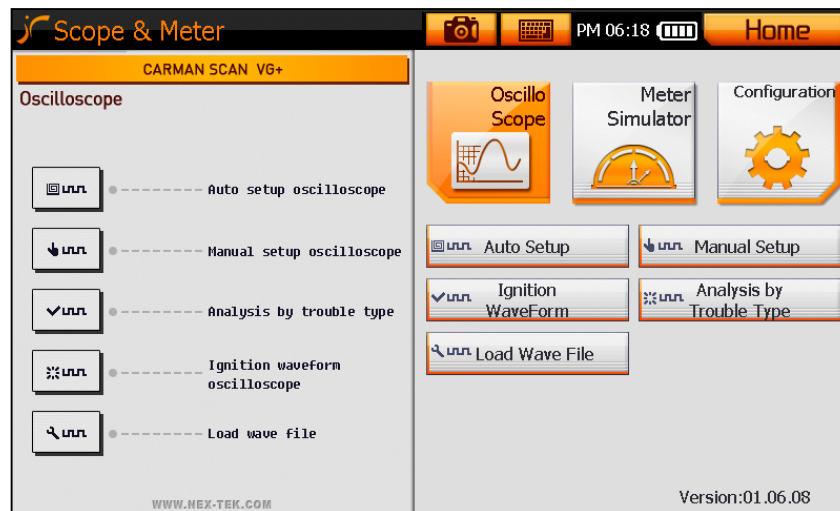 Scope & Meter
PM 06:18
Home
CARMAN SCAN VG+
Oscilloscope
Auto setup oscilloscope
Manual setup oscilloscope
Analysis by trouble type
Ignition waveform
oscilloscope
Load wave file
WWW.NEX-TEK.COM
Oscillo
Scope
Meter
Simulator
Configuration
Auto Setup
Manual Setup
Ignition
WaveForm
Analysis by
Trouble Type
Load Wave File
Version:01.06.08